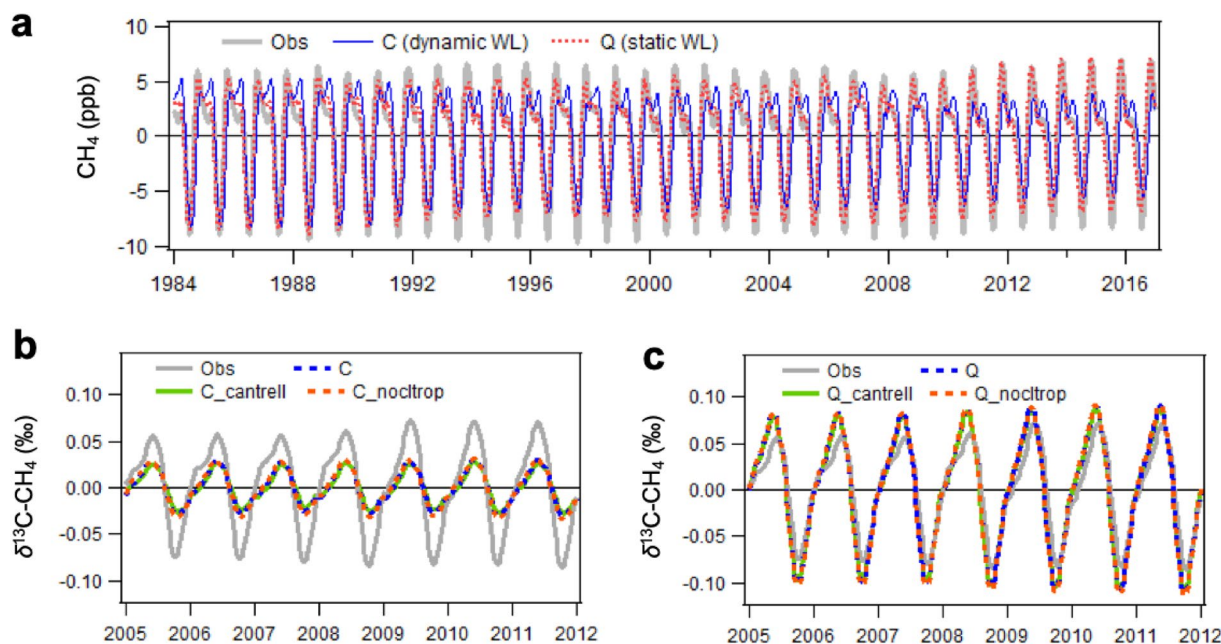 a
Obs C (dynamic WL) Q (static WL)
CH₄ (ppb)
10
5
0
-5
-10
1984 1988 1992 1996 2000 2004 2008 2012 2016
b
Obs C
C_cantrell C_nocltrop
δ¹³C-CH₄ (‰)
0.10
0.05
0.00
-0.05
-0.10
2005 2006 2007 2008 2009 2010 2011 2012
c
Obs Q
Q_cantrell Q_nocltrop
δ¹³C-CH₄ (‰)
0.10
0.05
0.00
-0.05
-0.10
2005 2006 2007 2008 2009 2010 2011 2012